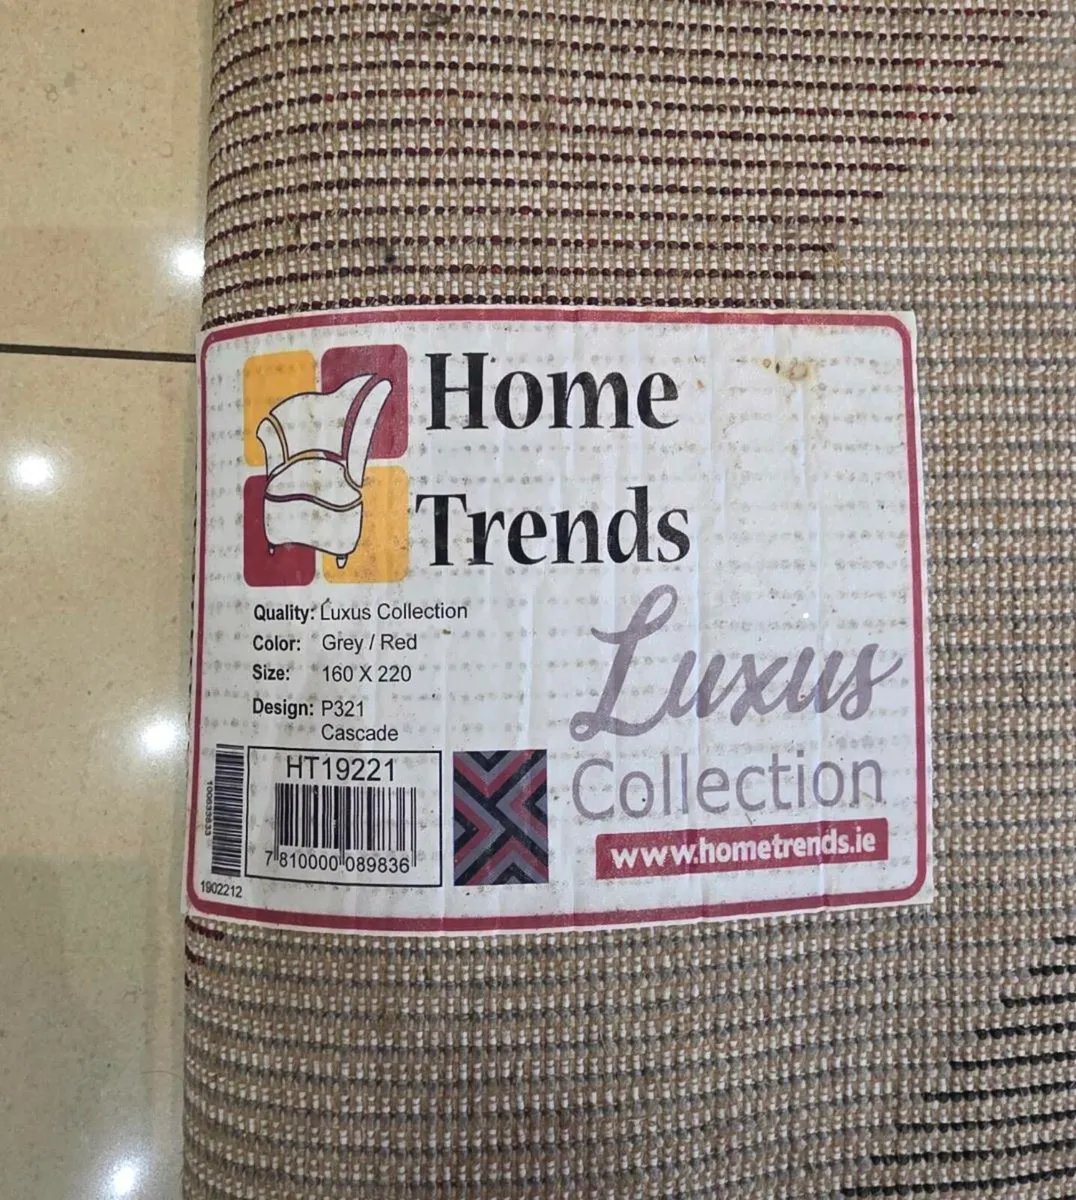 Home
Trends
Quality: Luxus Collection
Color: Grey / Red
Size: 160 X 220
Design: P321
Cascade
HT19221
7 810000 089836
1902212
Luxus
Collection
www.hometrends.ie